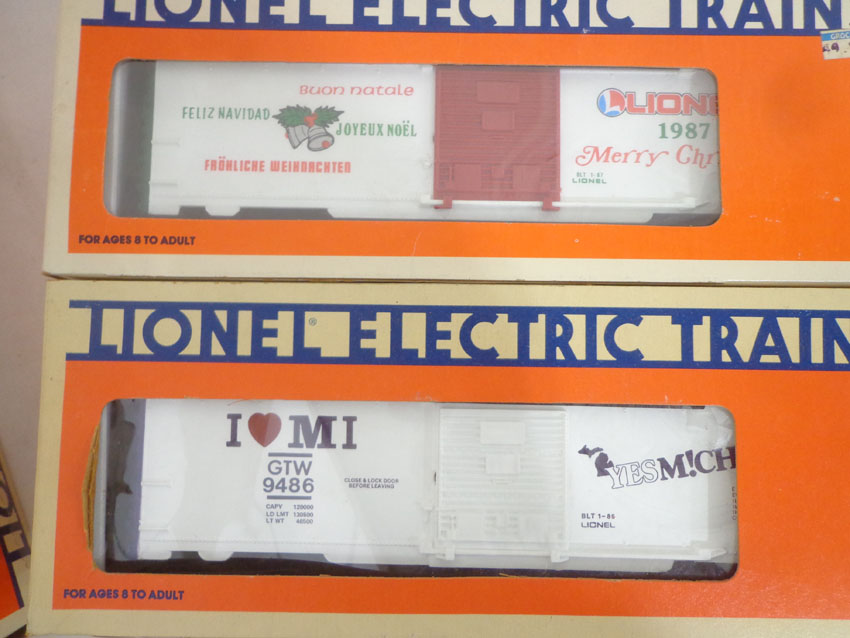 LIONEL ELECTRIC TRAIN
Buon natale
FELIZ NAVIDAD
JOYEUX NOËL
FRÖHLICHE WEIHNACHTEN
LIONE
1987
Merry Chr
BLT 1-87
LIONEL
FOR AGES 8 TO ADULT
LIONEL® ELECTRIC TRAIN
I ❤ MI
GTW
9486
CAPY 120000
LD LMT 130500
LT WT 46500
CLOSE & LOCK DOOR
BEFORE LEAVING
YES M!CH
BLT 1-86
LIONEL
FOR AGES 8 TO ADULT